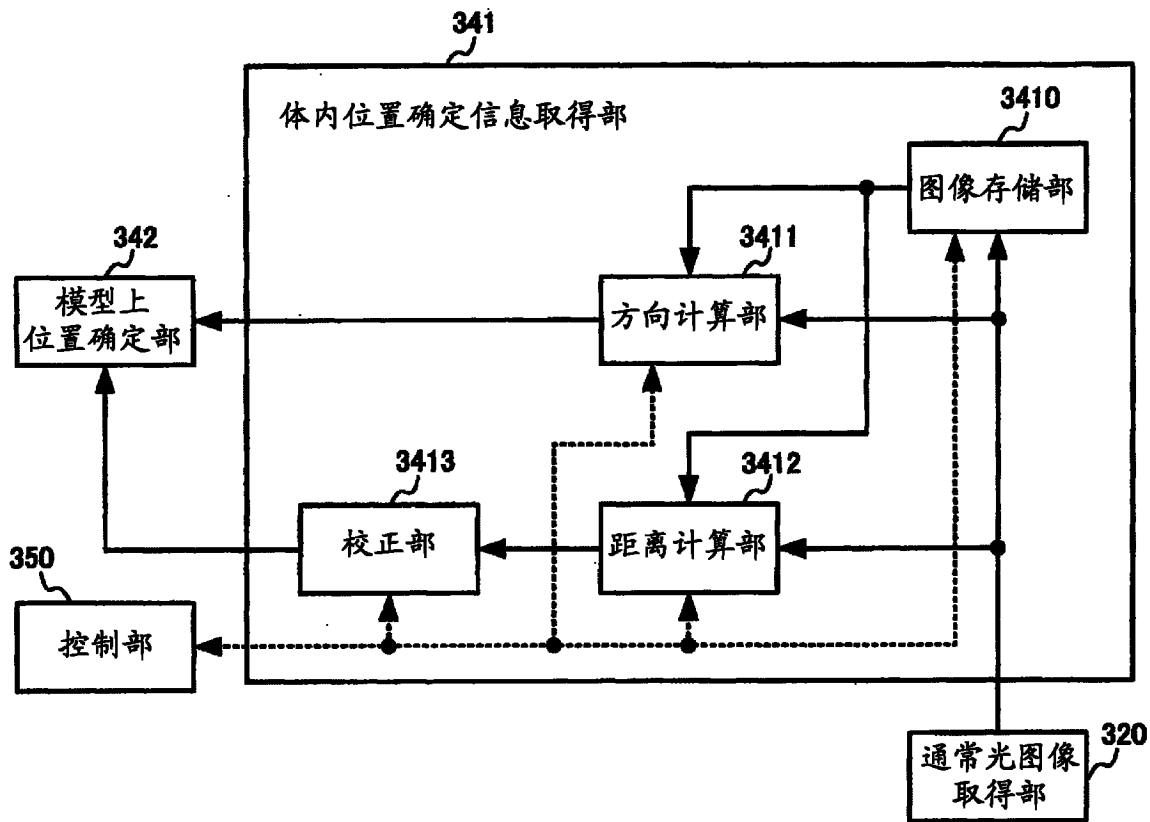 341
体内位置确定信息取得部
3410
图像存储部
342
模型上
位置确定部
3411
方向计算部
3413
校正部
3412
距离计算部
350
控制部
320
通常光图像
取得部